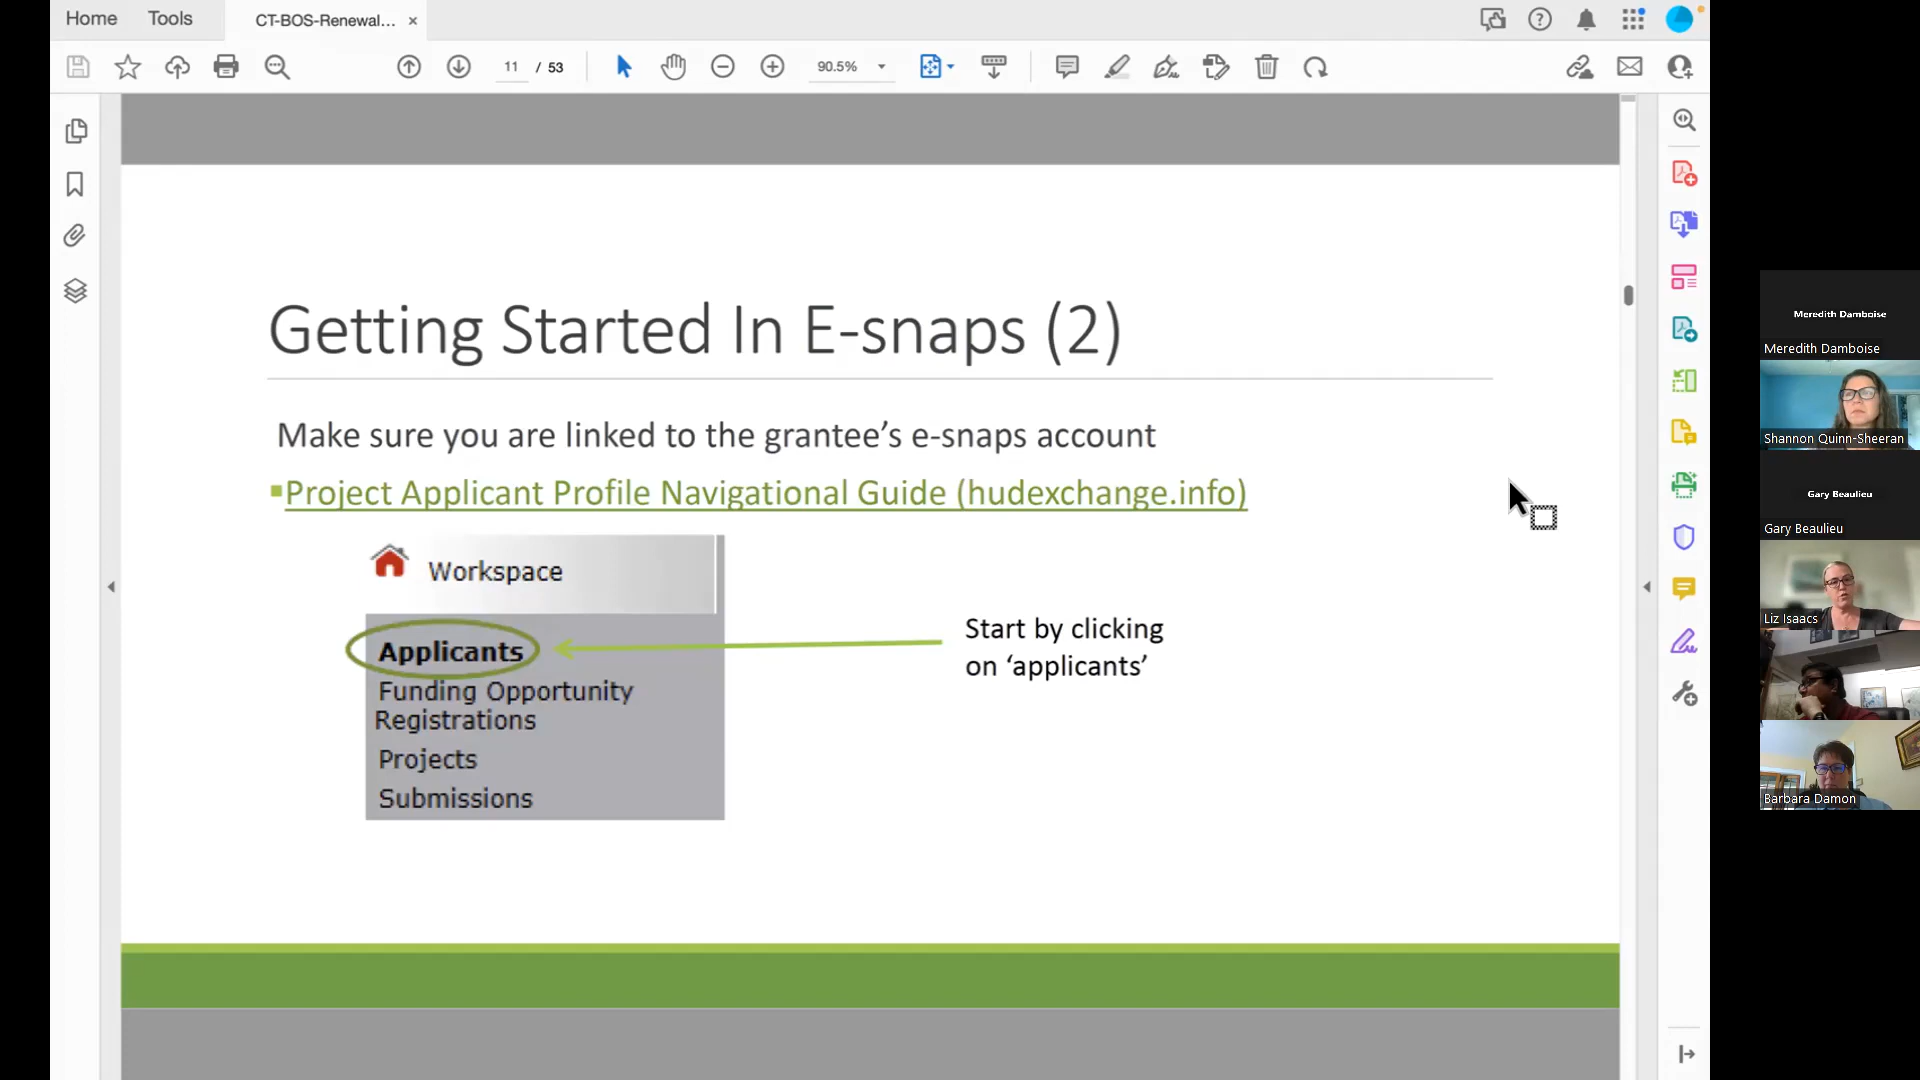 Home
Tools
CT-BOS-Renewal...
11 / 53
90.5%
Getting Started In E-snaps (2)
Make sure you are linked to the grantee’s e-snaps account
Project Applicant Profile Navigational Guide (hudexchange.info)
Workspace
Applicants
Funding Opportunity
Registrations
Projects
Submissions
Start by clicking
on ‘applicants’
Meredith Damboise
Meredith Damboise
Shannon Quinn-Sheeran
Gary Beaulieu
Gary Beaulieu
Liz Isaacs
Barbara Damon